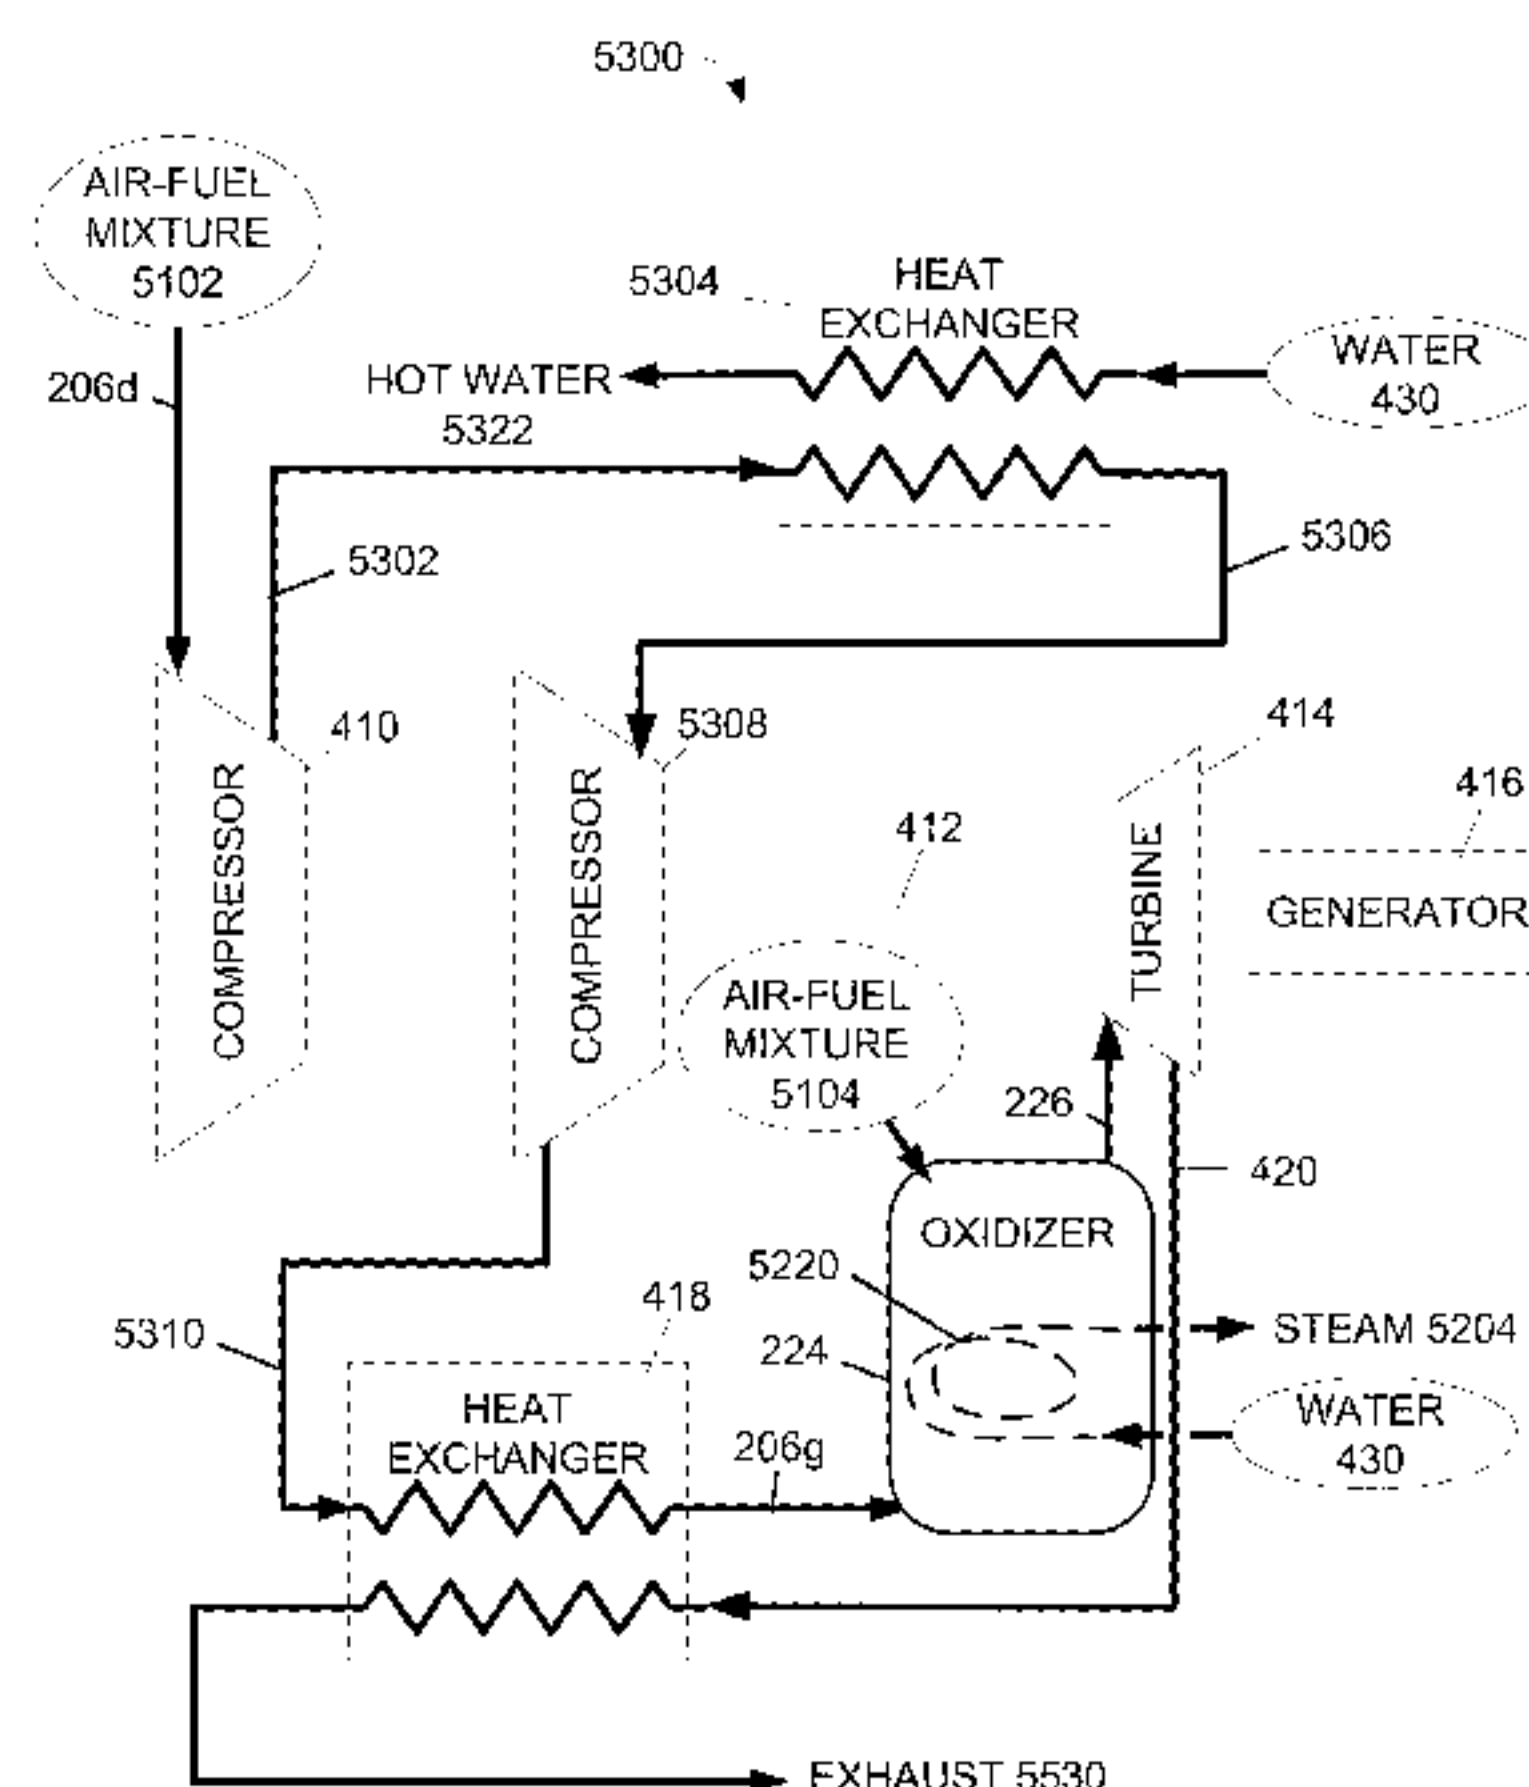 5300
AIR-FUEL
MIXTURE
5102
5304
HEAT
EXCHANGER
WATER
430
206d
HOT WATER
5322
5302
5306
410
5308
414
416
COMPRESSOR
COMPRESSOR
412
TURBINE
GENERATOR
AIR-FUEL
MIXTURE
5104
226
420
OXIDIZER
5220
418
5310
224
STEAM 5204
HEAT
EXCHANGER
206g
WATER
430
EXHAUST 5530